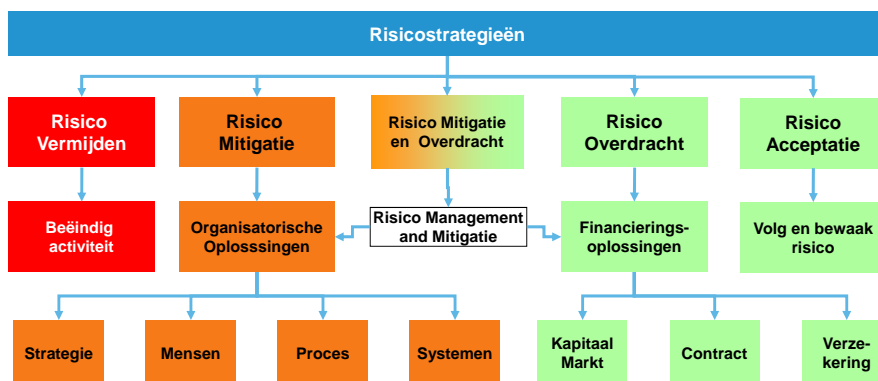 Risicostrategieën
Risico
Vermijden
Risico
Mitigatie
Risico Mitigatie
en Overdracht
Risico
Overdracht
Risico
Acceptatie
Beëindig
activiteit
Organisatorische
Oplosssingen
Risico Management
and Mitigatie
Financierings-
oplossingen
Volg en bewaak
risico
Strategie
Mensen
Proces
Systemen
Kapitaal
Markt
Contract
Verze-
kering